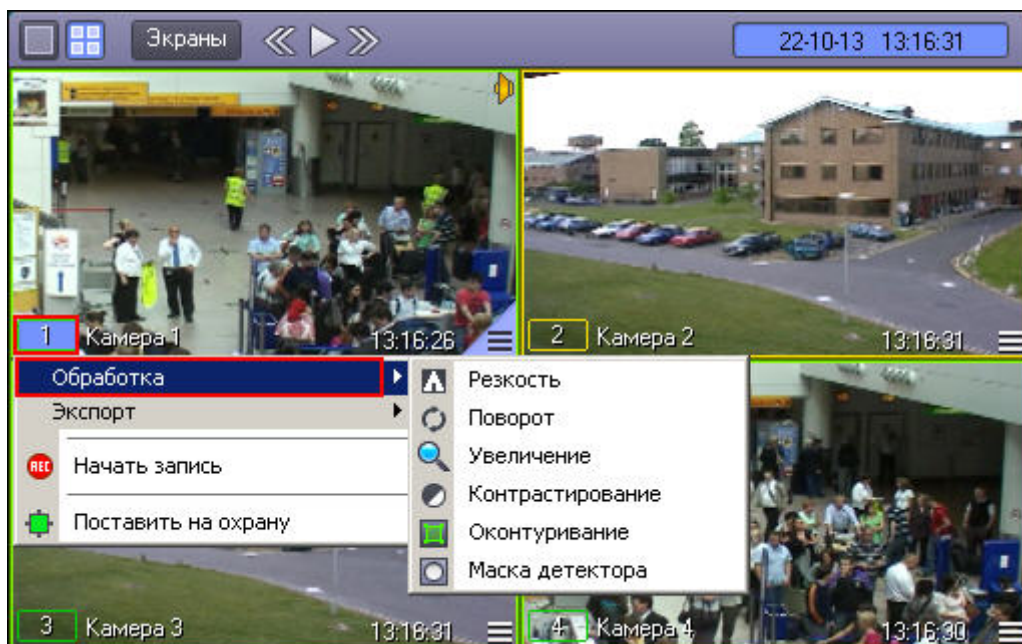 Экраны
22-10-13 13:16:31
1 Камера 1 13:16:26
2 Камера 2 13:16:31
Обработка
Экспорт
REC Начать запись
Поставить на охрану
Резкость
Поворот
Увеличение
Контрастирование
Оконтуривание
Маска детектора
3 Камера 3 13:16:31
4 Камера 4 13:16:30